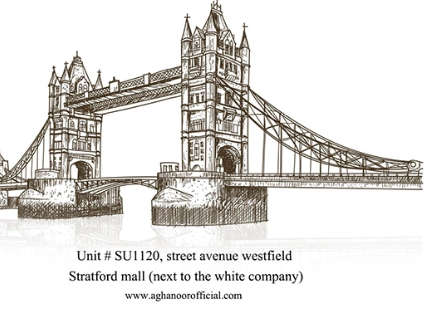 Unit # SU1120, street avenue westfield
Stratford mall (next to the white company)
www.aghanoorofficial.com